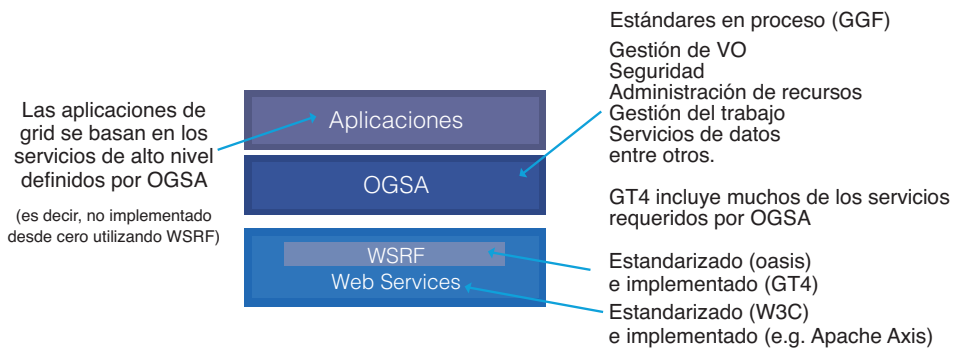 Las aplicaciones de
grid se basan en los
servicios de alto nivel
definidos por OGSA
(es decir, no implementado
desde cero utilizando WSRF)
Aplicaciones
OGSA
WSRF
Web Services
Estándares en proceso (GGF)
Gestión de VO
Seguridad
Administración de recursos
Gestión del trabajo
Servicios de datos
entre otros.
GT4 incluye muchos de los servicios
requeridos por OGSA
Estandarizado (oasis)
e implementado (GT4)
Estandarizado (W3C)
e implementado (e.g. Apache Axis)